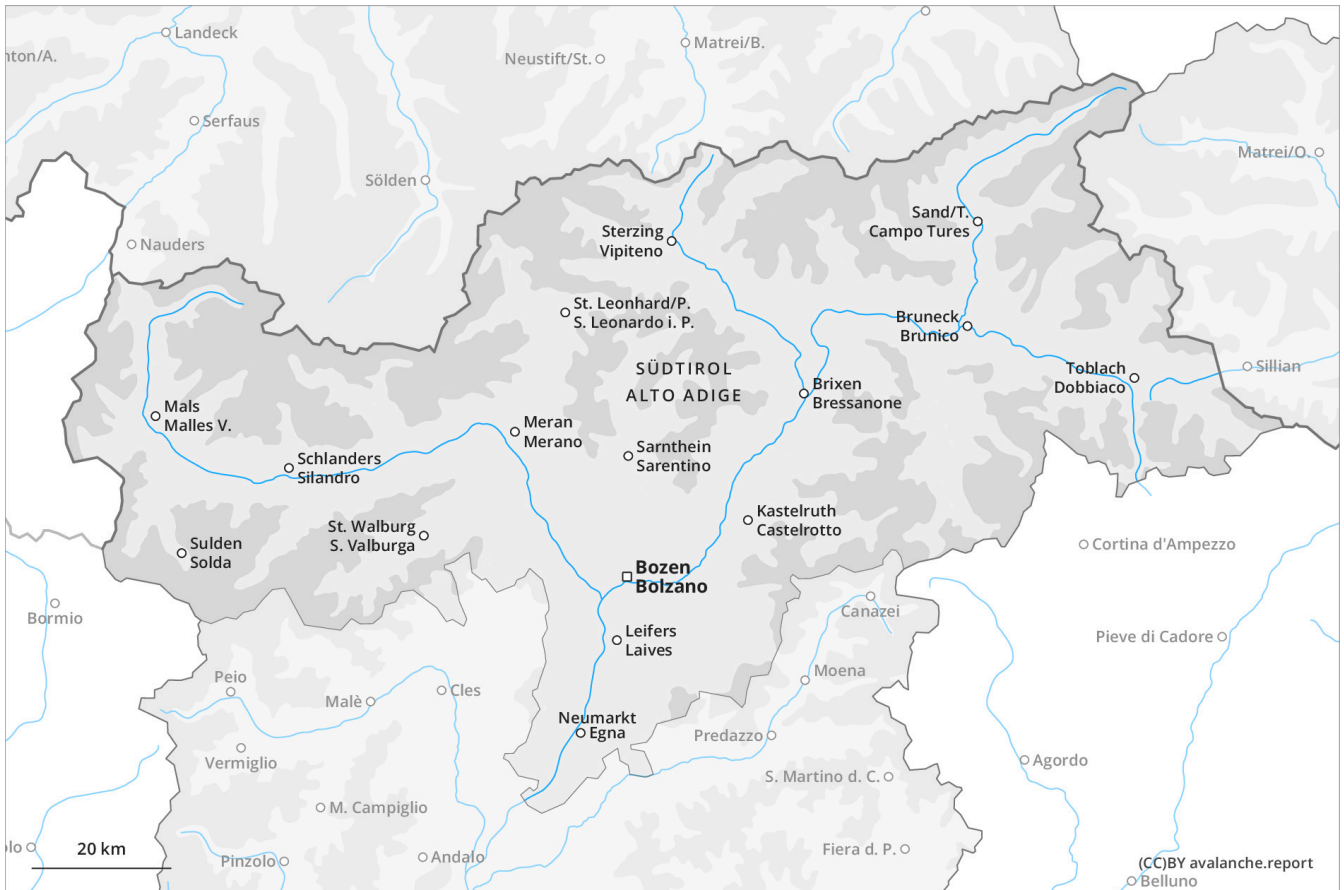 Landeck
nton/A.
Matrei/B.
Neustift/St.
Serfaus
Sölden
Matrei/O.
Nauders
Sand/T.
Campo Tures
Sterzing
Vipiteno
St. Leonhard/P.
S. Leonardo i. P.
Bruneck
Brunico
SÜDTIROL
ALTO ADIGE
Toblach
Dobbiaco
Sillian
Brixen
Bressanone
Mals
Malles V.
Meran
Merano
Schlanders
Silandro
Sarnthein
Sarentino
Kastelruth
Castelrotto
St. Walburg
S. Valburga
Sulden
Solda
Cortina d'Ampezzo
Bozen
Bolzano
Bormio
Canazei
Leifers
Laives
Pieve di Cadore
Peio
Moena
Malè
Cles
Neumarkt
Egna
Predazzo
Vermiglio
Agordo
S. Martino d. C.
M. Campiglio
lo
20 km
Pinzolo
Andalo
Fiera d. P.
(CC)BY avalanche.report
Belluno